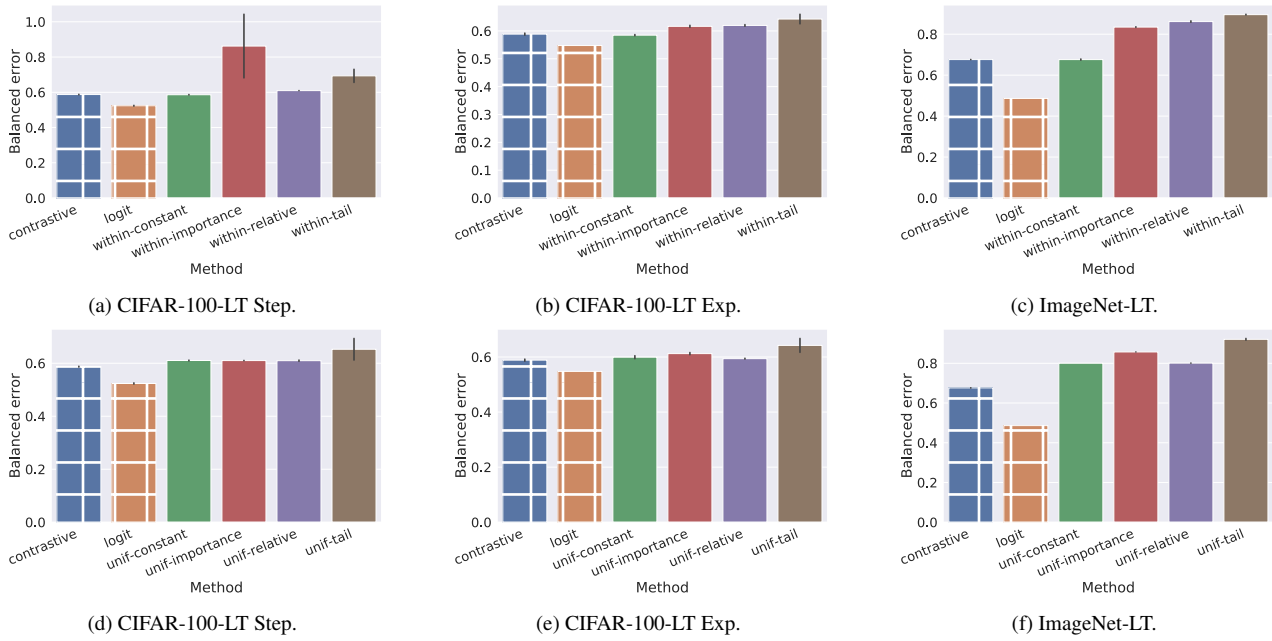 Balanced error
1.0
0.8
0.6
0.4
0.2
0.0
contrastive
logit
within-constant
within-importance
within-relative
within-tail
Method
(a) CIFAR-100-LT Step.
Balanced error
0.6
0.5
0.4
0.3
0.2
0.1
0.0
contrastive
logit
within-constant
within-importance
within-relative
within-tail
Method
(b) CIFAR-100-LT Exp.
Balanced error
0.8
0.6
0.4
0.2
0.0
contrastive
logit
within-constant
within-importance
within-relative
within-tail
Method
(c) ImageNet-LT.
Balanced error
0.6
0.4
0.2
0.0
contrastive
logit
unif-constant
unif-importance
unif-relative
unif-tail
Method
(d) CIFAR-100-LT Step.
Balanced error
0.6
0.4
0.2
0.0
contrastive
logit
unif-constant
unif-importance
unif-relative
unif-tail
Method
(e) CIFAR-100-LT Exp.
Balanced error
0.8
0.6
0.4
0.2
0.0
contrastive
logit
unif-constant
unif-importance
unif-relative
unif-tail
Method
(f) ImageNet-LT.